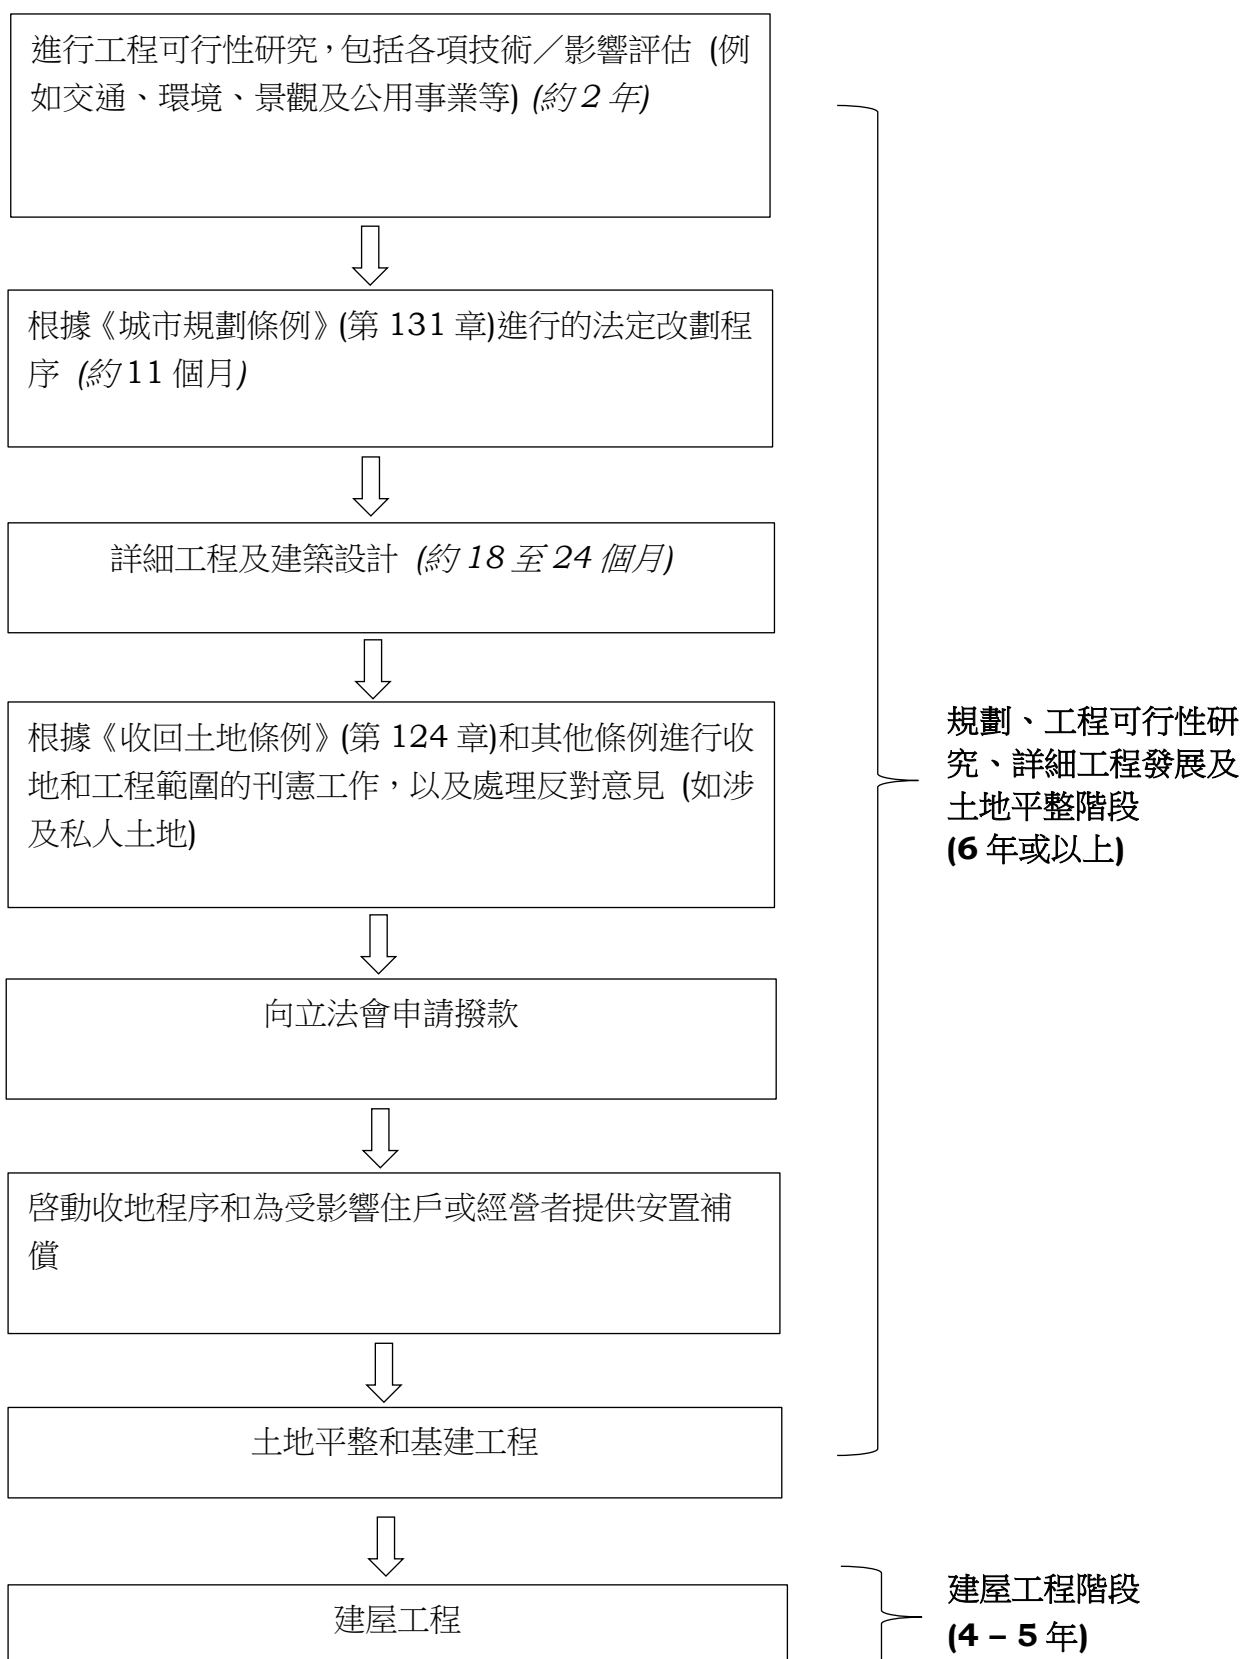 進行工程可行性研究，包括各項技術／影響評估 (例
如交通、環境、景觀及公用事業等) (約 2 年)
根據《城市規劃條例》(第 131 章)進行的法定改劃程
序 (約 11 個月)
詳細工程及建築設計 (約 18 至 24 個月)
根據《收回土地條例》(第 124 章)和其他條例進行收
地和工程範圍的刊憲工作，以及處理反對意見 (如涉
及私人土地)
規劃、工程可行性研
究、詳細工程發展及
土地平整階段
(6 年或以上)
向立法會申請撥款
啓動收地程序和為受影響住戶或經營者提供安置補
償
土地平整和基建工程
建屋工程
建屋工程階段
(4 – 5 年)